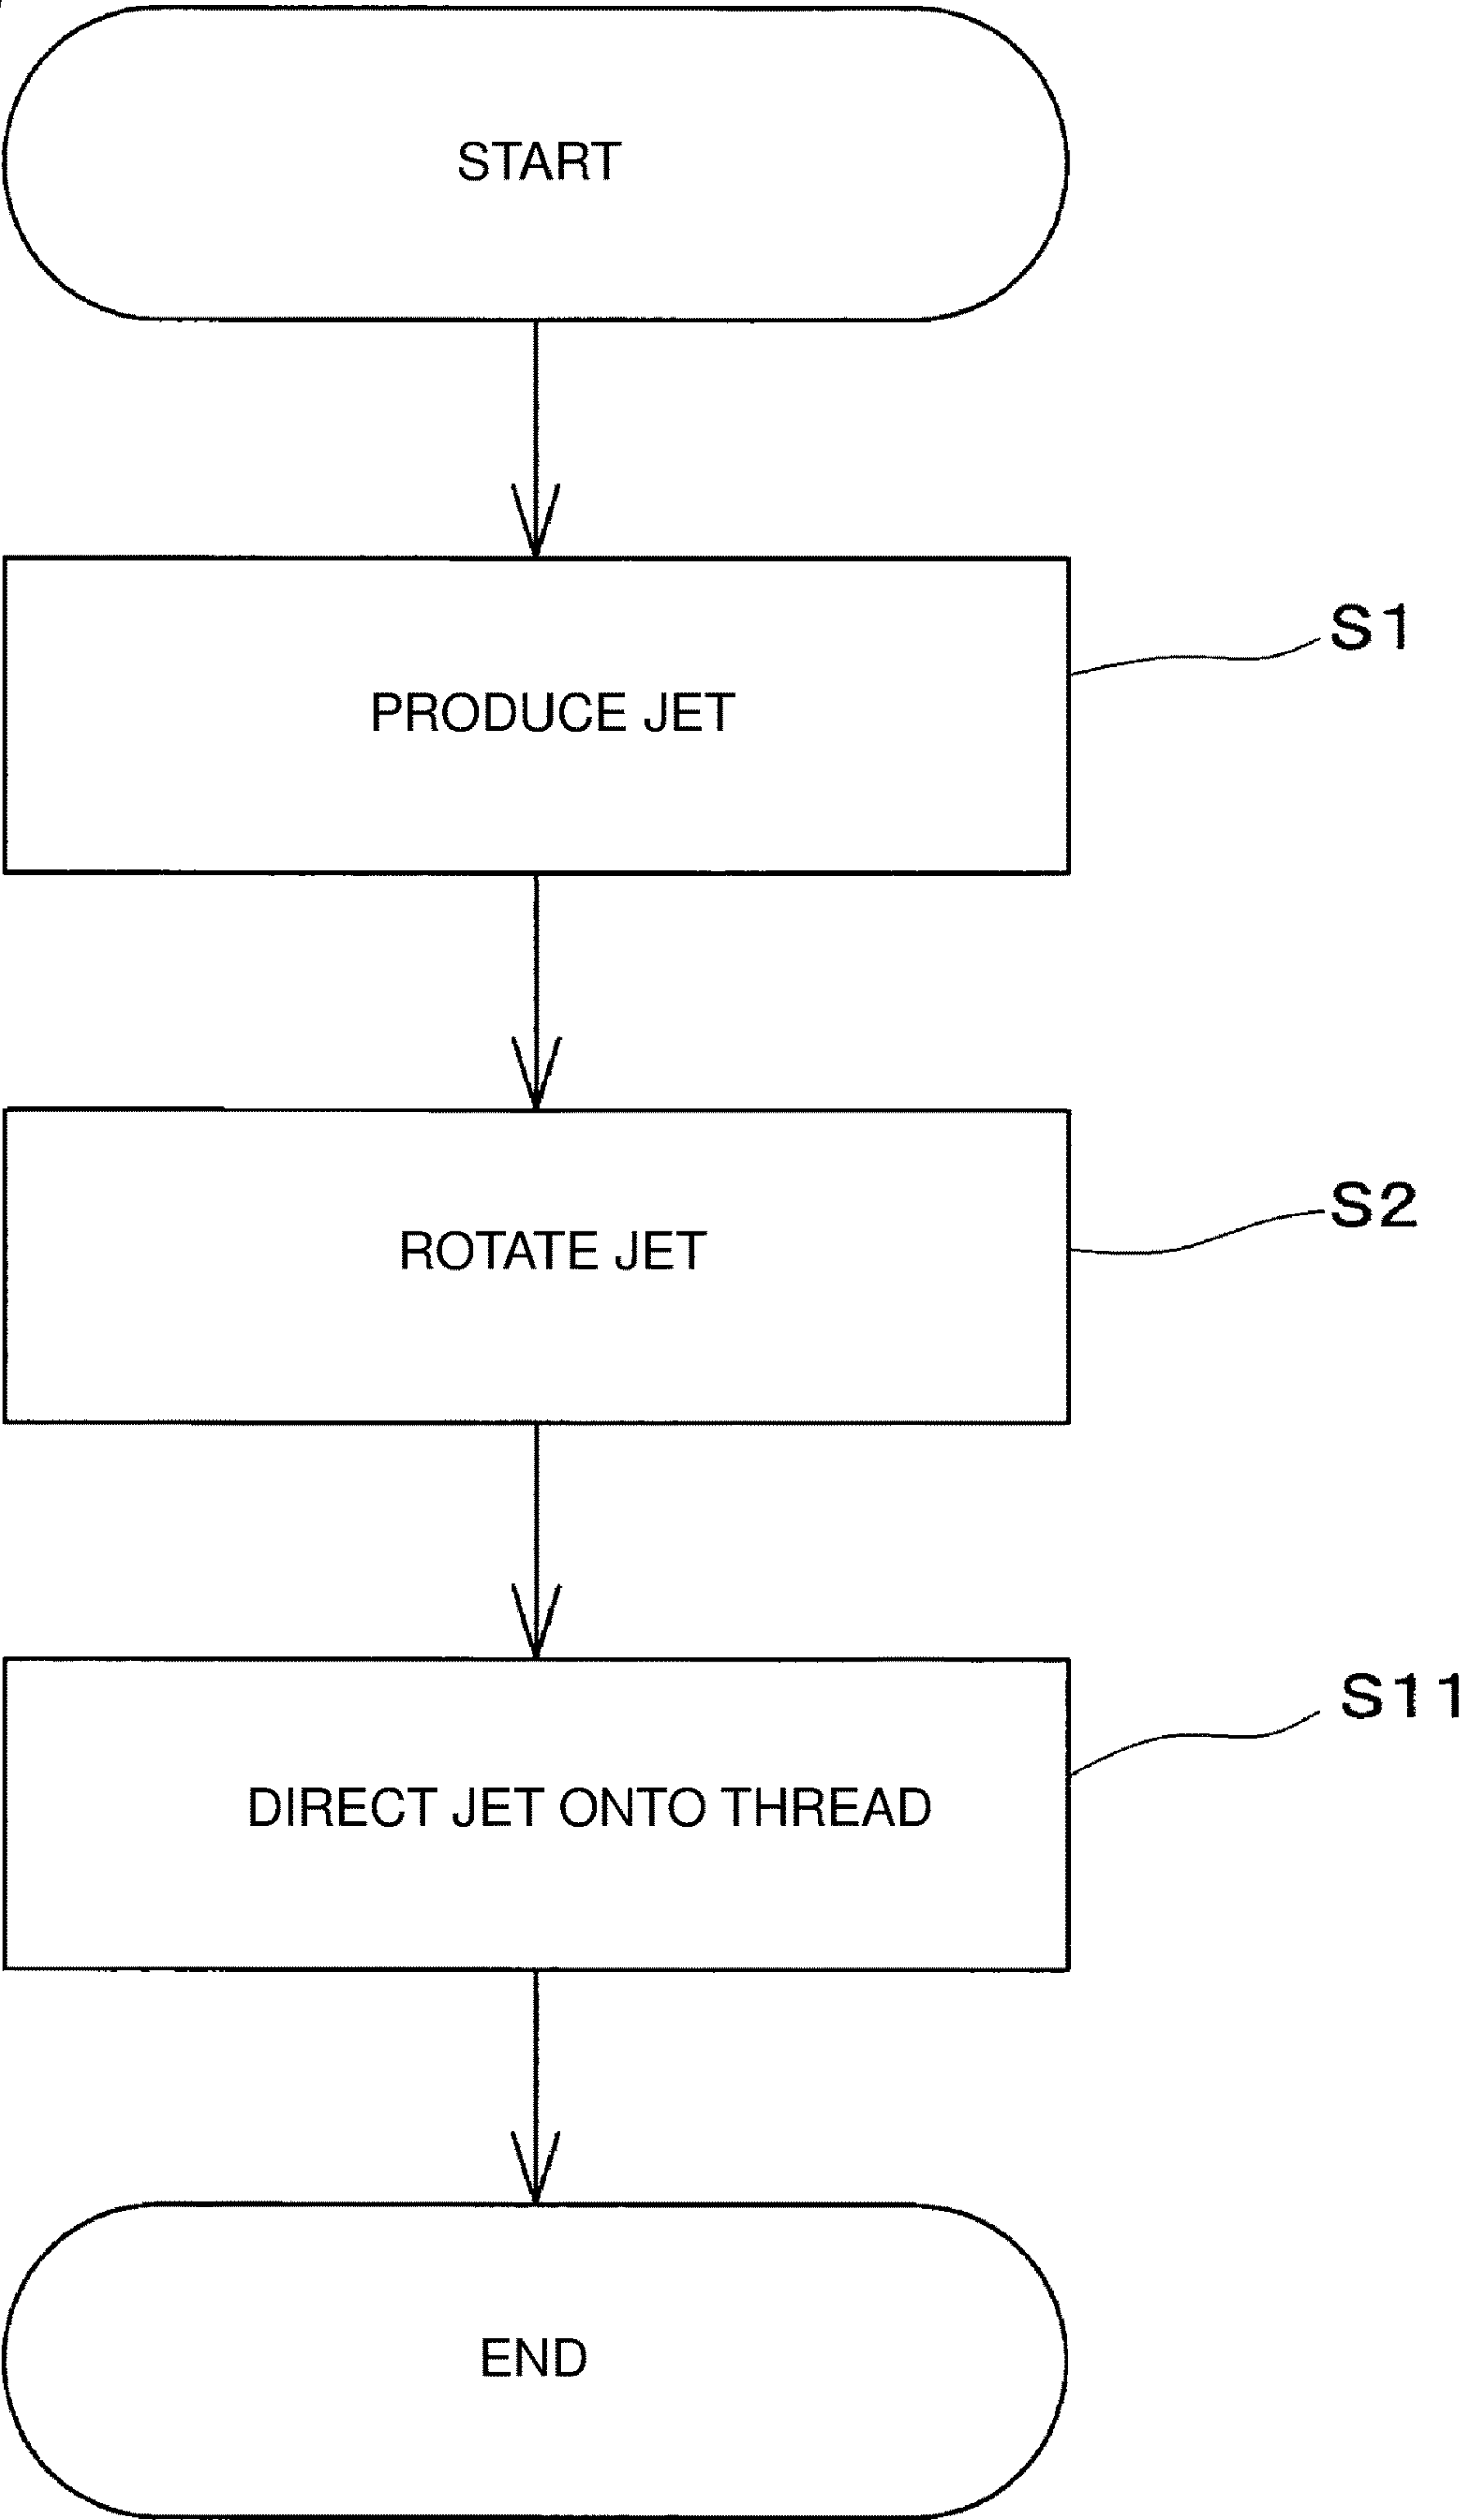 START
PRODUCE JET
S1
ROTATE JET
S2
DIRECT JET ONTO THREAD
S11
END